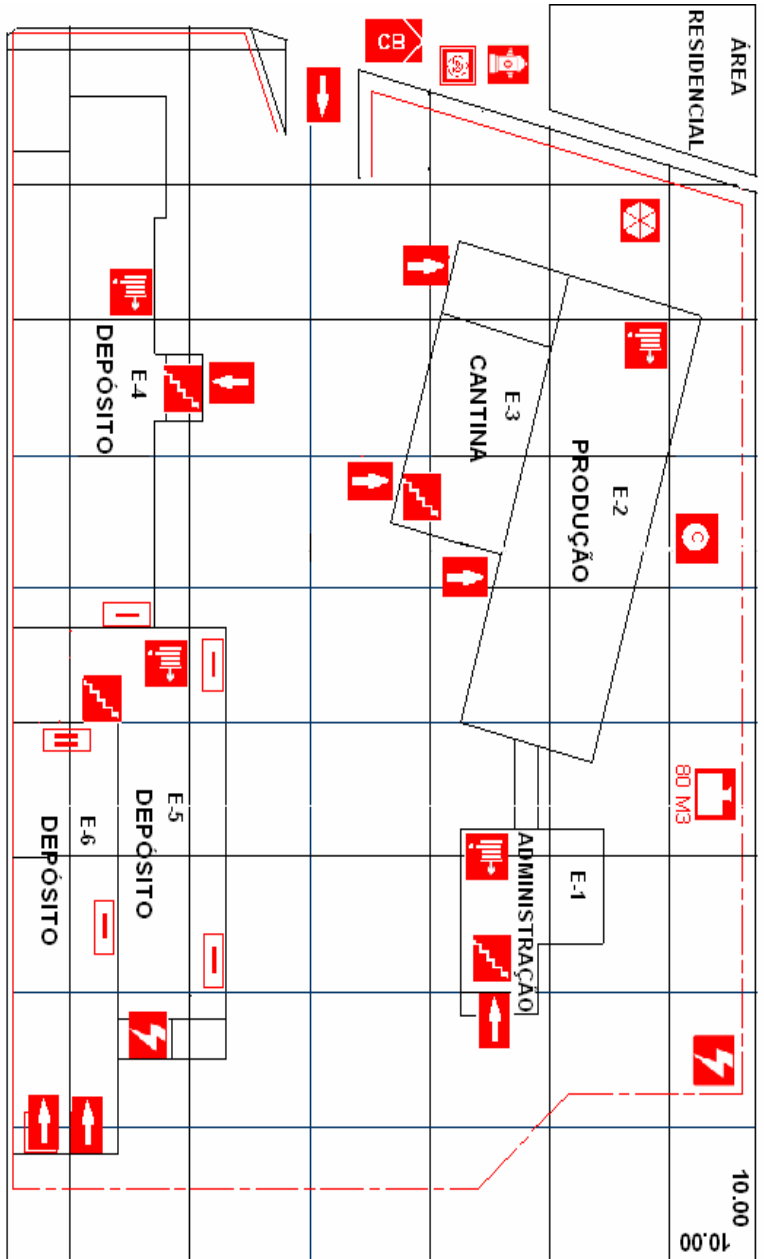 ÁREA
RESIDENCIAL
CB
E-4
DEPÓSITO
E-3
CANTINA
E-2
PRODUÇÃO
C
80 M3
E-1
ADMINISTRAÇÃO
E-5
DEPÓSITO
E-6
DEPÓSITO
10.00
10.00